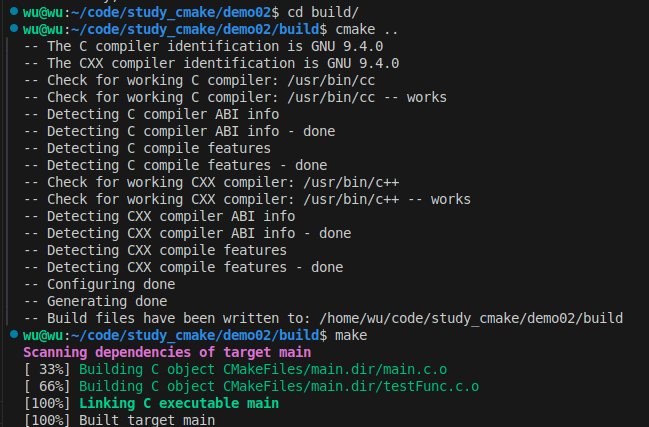 wu@wu:~/code/study_cmake/demo02$ cd build/
wu@wu:~/code/study_cmake/demo02/build$ cmake ..
-- The C compiler identification is GNU 9.4.0
-- The CXX compiler identification is GNU 9.4.0
-- Check for working C compiler: /usr/bin/cc
-- Check for working C compiler: /usr/bin/cc -- works
-- Detecting C compiler ABI info
-- Detecting C compiler ABI info - done
-- Detecting C compile features
-- Detecting C compile features - done
-- Check for working CXX compiler: /usr/bin/c++
-- Check for working CXX compiler: /usr/bin/c++ -- works
-- Detecting CXX compiler ABI info
-- Detecting CXX compiler ABI info - done
-- Detecting CXX compile features
-- Detecting CXX compile features - done
-- Configuring done
-- Generating done
-- Build files have been written to: /home/wu/code/study_cmake/demo02/build
wu@wu:~/code/study_cmake/demo02/build$ make
Scanning dependencies of target main
[ 33%] Building C object CMakeFiles/main.dir/main.c.o
[ 66%] Building C object CMakeFiles/main.dir/testFunc.c.o
[100%] Linking C executable main
[100%] Built target main